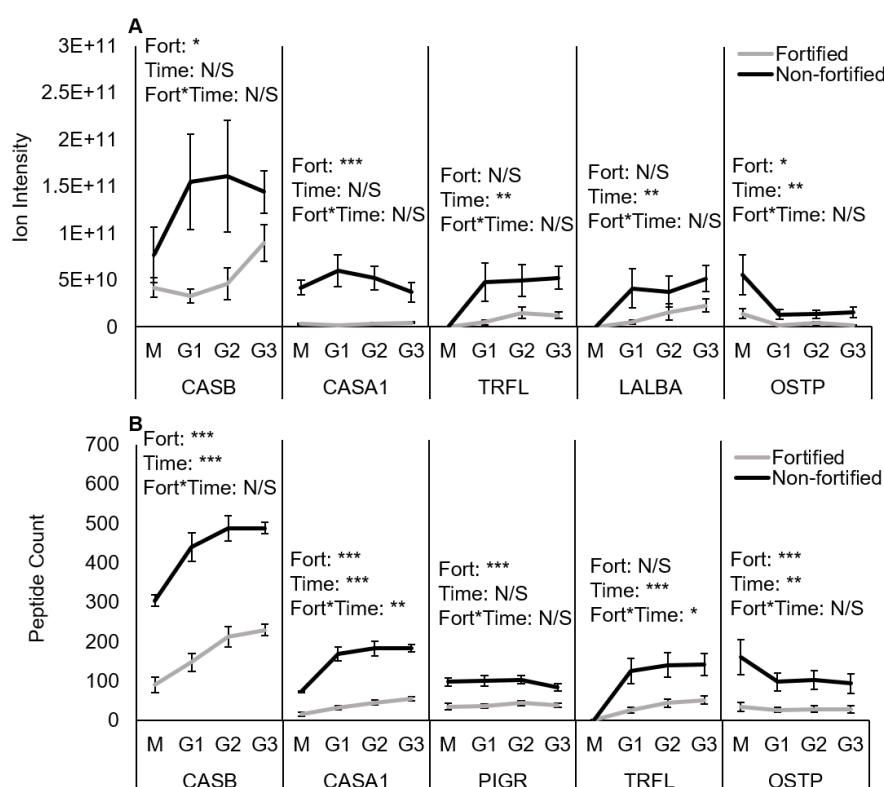 A
3E+11
2.5E+11
2E+11
1.5E+11
1E+11
5E+10
0
Ion Intensity
Fort: *
Time: N/S
Fort*Time: N/S
Fort: ***
Time: N/S
Fort*Time: N/S
Fort: N/S
Time: **
Fort*Time: N/S
Fort: N/S
Time: **
Fort*Time: N/S
Fort: *
Time: **
Fort*Time: N/S
Fortified
Non-fortified
M G1 G2 G3 M G1 G2 G3 M G1 G2 G3 M G1 G2 G3 M G1 G2 G3
CASB CASA1 TRFL LALBA OSTP
B
700
600
500
400
300
200
100
0
Peptide Count
Fort: ***
Time: ***
Fort*Time: N/S
Fort: ***
Time: ***
Fort*Time: **
Fort: ***
Time: N/S
Fort*Time: N/S
Fort: N/S
Time: ***
Fort*Time: *
Fort: ***
Time: **
Fort*Time: N/S
Fortified
Non-fortified
M G1 G2 G3 M G1 G2 G3 M G1 G2 G3 M G1 G2 G3 M G1 G2 G3
CASB CASA1 PIGR TRFL OSTP